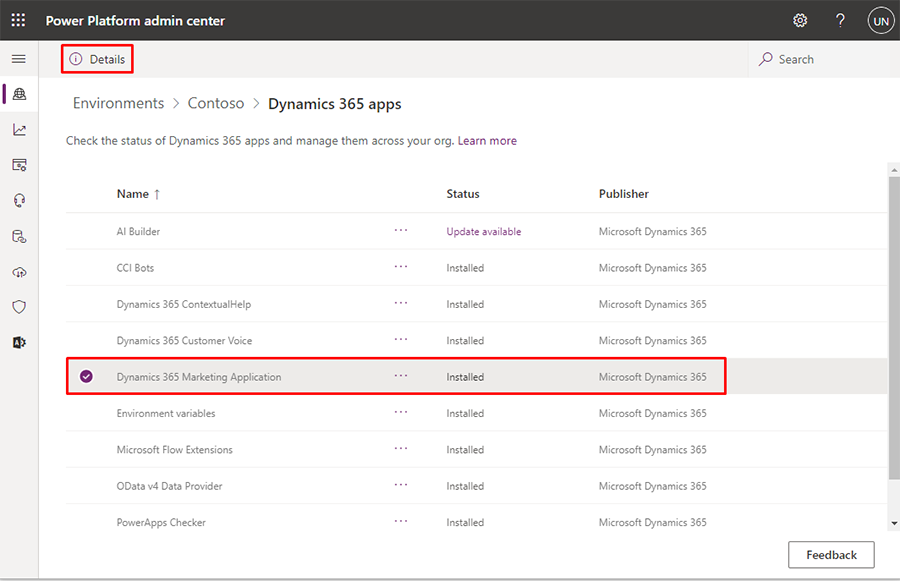 Power Platform admin center
? UN
Details
Search
Environments > Contoso > Dynamics 365 apps
Check the status of Dynamics 365 apps and manage them across your org. Learn more
Name ↑ Status Publisher
AI Builder ... Update available Microsoft Dynamics 365
CCI Bots ... Installed Microsoft Dynamics 365
Dynamics 365 ContextualHelp ... Installed Microsoft Dynamics 365
Dynamics 365 Customer Voice ... Installed Microsoft Dynamics 365
Dynamics 365 Marketing Application ... Installed Microsoft Dynamics 365
Environment variables ... Installed Microsoft Dynamics 365
Microsoft Flow Extensions ... Installed Microsoft Dynamics 365
OData v4 Data Provider ... Installed Microsoft Dynamics 365
PowerApps Checker ... Installed Microsoft Dynamics 365
Feedback